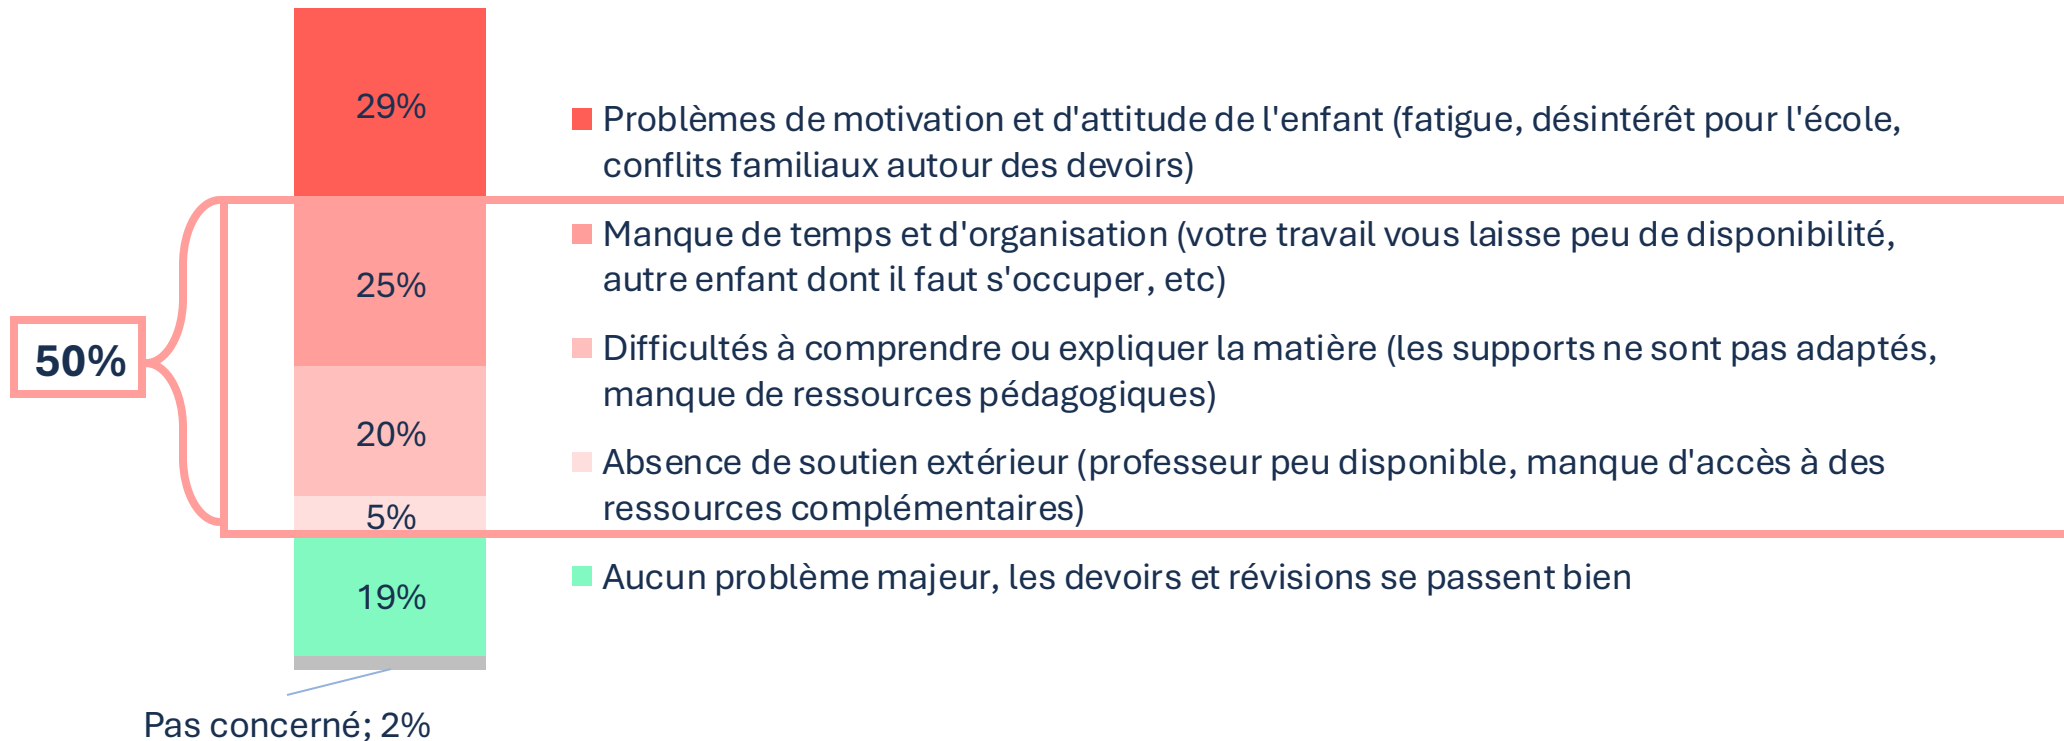 29%
Problèmes de motivation et d'attitude de l'enfant (fatigue, désintérêt pour l'école,
conflits familiaux autour des devoirs)
25%
Manque de temps et d'organisation (votre travail vous laisse peu de disponibilité,
autre enfant dont il faut s'occuper, etc)
50%
20%
Difficultés à comprendre ou expliquer la matière (les supports ne sont pas adaptés,
manque de ressources pédagogiques)
5%
Absence de soutien extérieur (professeur peu disponible, manque d'accès à des
ressources complémentaires)
19%
Aucun problème majeur, les devoirs et révisions se passent bien
Pas concerné; 2%